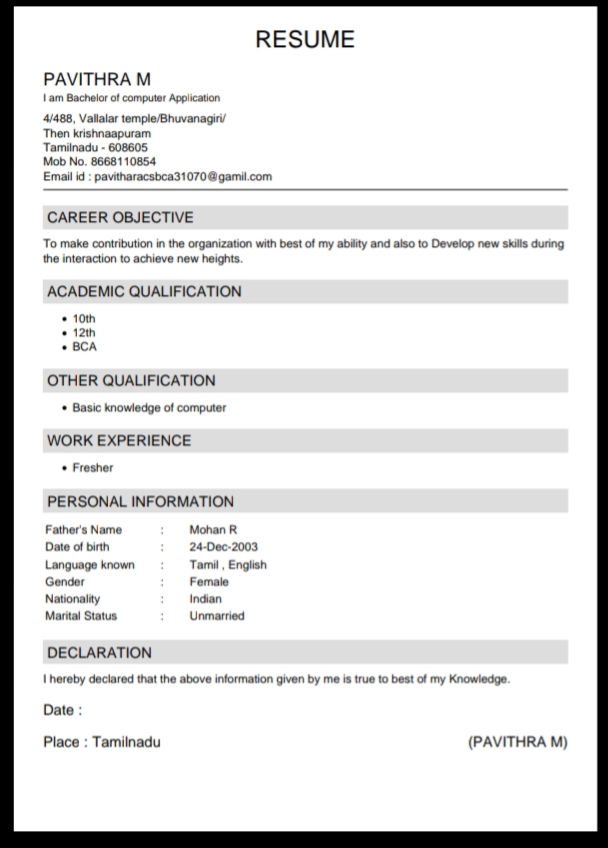 RESUME
PAVITHRA M
I am Bachelor of computer Application
4/488, Vallalar temple/Bhuvanagiri/
Then krishnaapuram
Tamilnadu - 608605
Mob No. 8668110854
Email id : pavitharacsbca31070@gamil.com
CAREER OBJECTIVE
To make contribution in the organization with best of my ability and also to Develop new skills during
the interaction to achieve new heights.
ACADEMIC QUALIFICATION
• 10th
• 12th
• BCA
OTHER QUALIFICATION
• Basic knowledge of computer
WORK EXPERIENCE
• Fresher
PERSONAL INFORMATION
Father's Name : Mohan R
Date of birth : 24-Dec-2003
Language known : Tamil , English
Gender : Female
Nationality : Indian
Marital Status : Unmarried
DECLARATION
I hereby declared that the above information given by me is true to best of my Knowledge.
Date :
Place : Tamilnadu (PAVITHRA M)